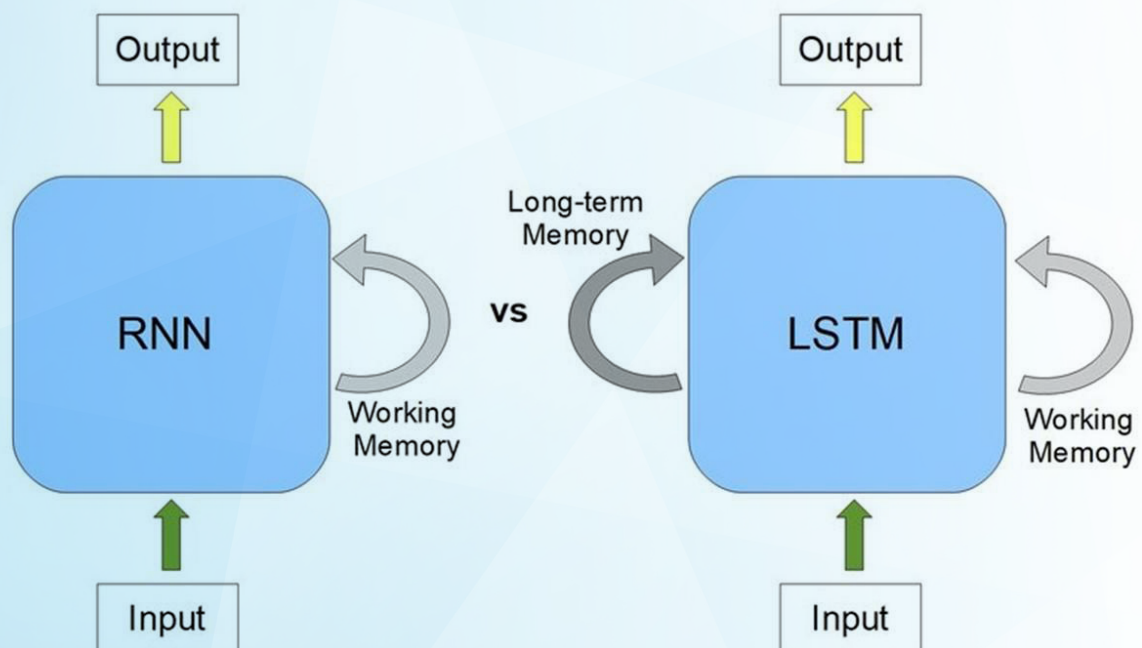 Output
RNN
Working
Memory
Input
vs
Output
Long-term
Memory
LSTM
Working
Memory
Input